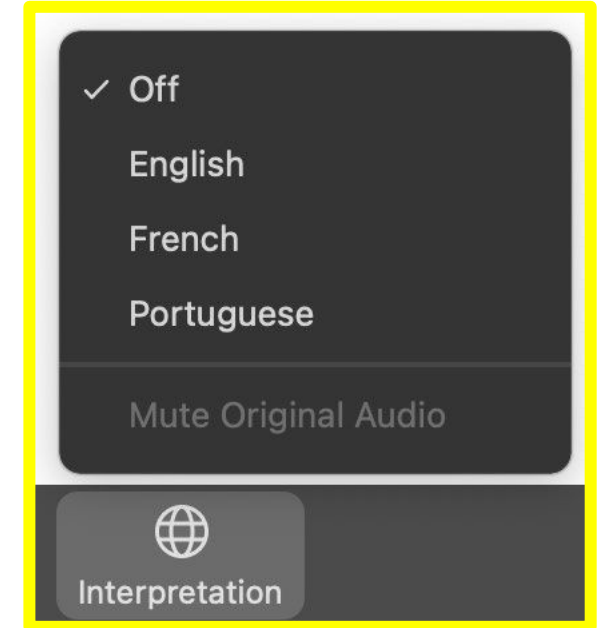 Off
English
French
Portuguese
Mute Original Audio
Interpretation